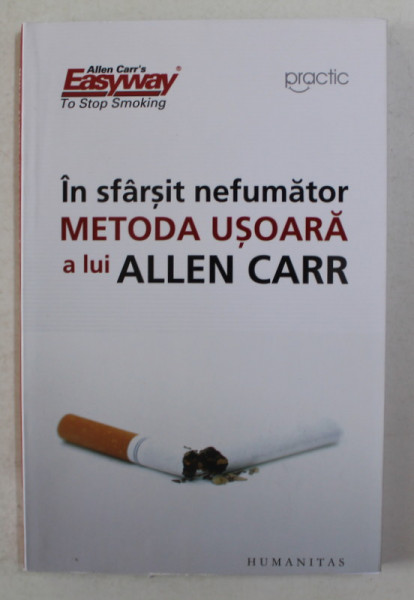 Allen Carr's
Easyway®
To Stop Smoking
practic
În sfârșit nefumător
METODA UȘOARĂ
a lui ALLEN CARR
HUMANITAS